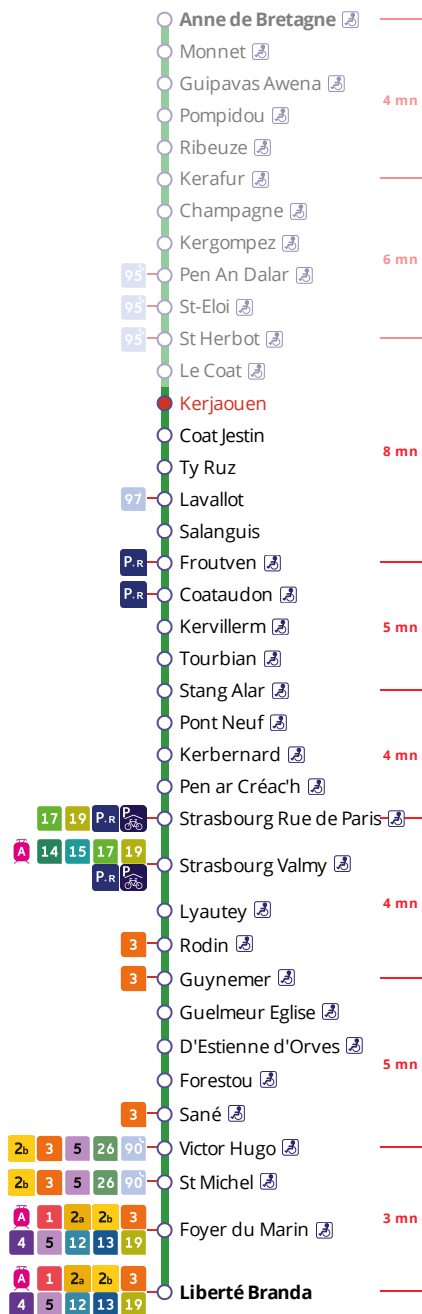 Anne de Bretagne
Monnet
Guipavas Awena
4 mn
Pompidou
Ribeuze
Kerafur
Champagne
Kergompez
6 mn
95 Pen An Dalar
95 St-Eloi
95 St Herbot
Le Coat
Kerjaouen
Coat Jestin
8 mn
Ty Ruz
97 Lavallot
Salanguis
P+R Froutven
P+R Coataudon
Kervillerm
5 mn
Tourbian
Stang Alar
Pont Neuf
Kerbernard
4 mn
Pen ar Créac'h
17 19 P+R P Strasbourg Rue de Paris
A 14 15 17 19
P+R P Strasbourg Valmy
Lyautey
4 mn
3 Rodin
3 Guynemer
Guelmeur Eglise
D'Estienne d'Orves
5 mn
Forestou
3 Sané
2b 3 5 26 90 Victor Hugo
2b 3 5 26 90 St Michel
A 1 2a 2b 3
4 5 12 13 19 Foyer du Marin
3 mn
A 1 2a 2b 3
4 5 12 13 19 Liberté Branda